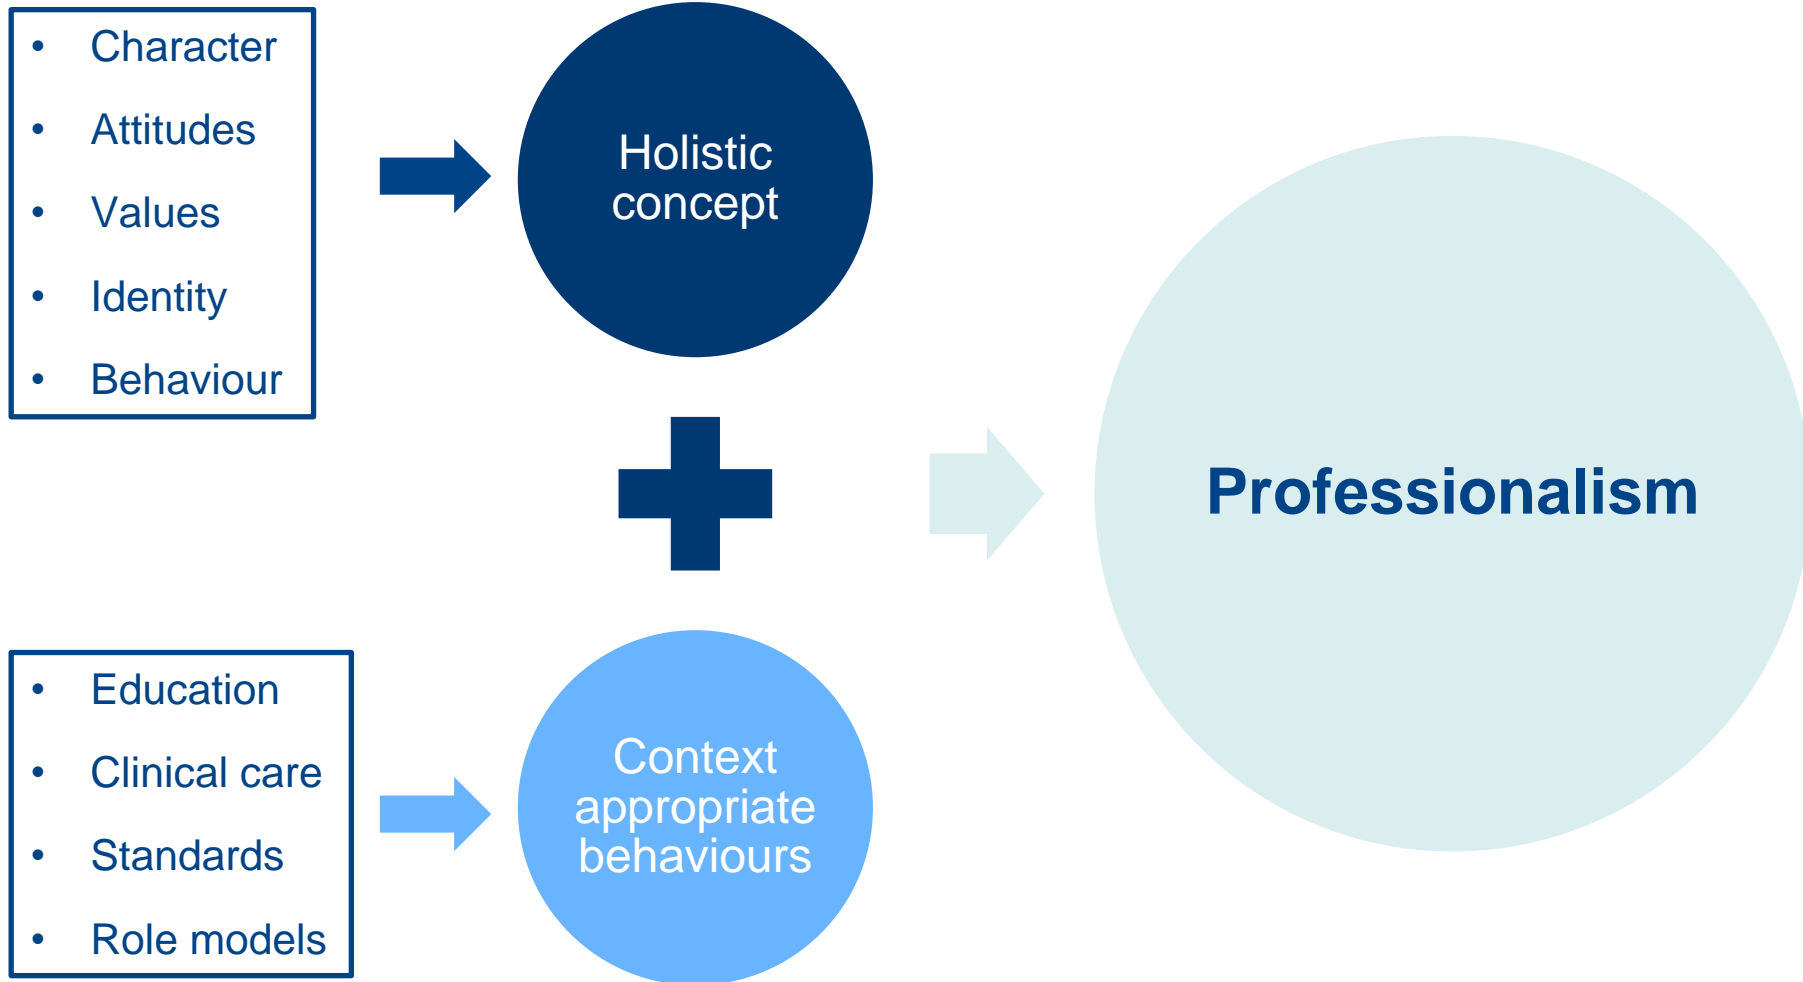 • Character
• Attitudes
• Values
• Identity
• Behaviour
Holistic
concept
• Education
• Clinical care
• Standards
• Role models
Context
appropriate
behaviours
Professionalism